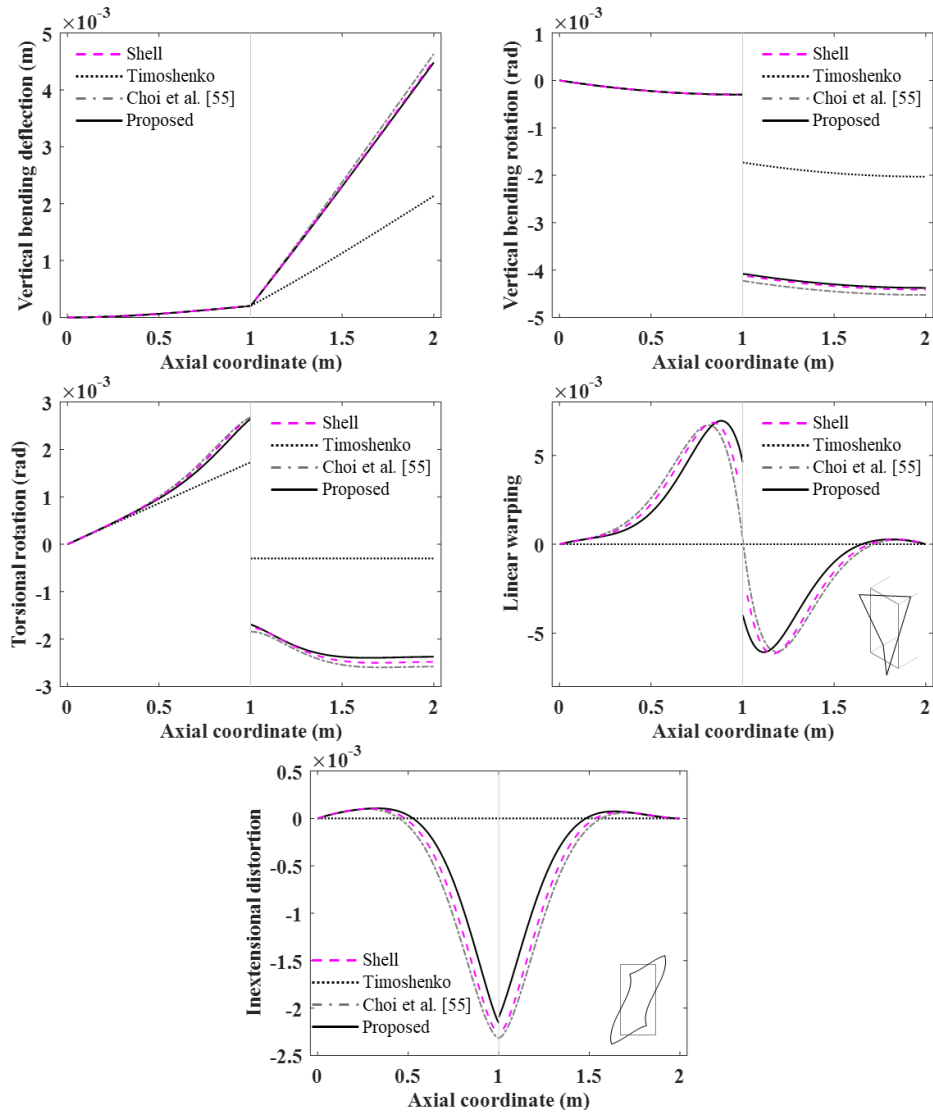 ×10⁻³
Vertical bending deflection (m)
5
4
3
2
1
0
Shell
Timoshenko
Choi et al. [55]
Proposed
0
0.5
1
1.5
2
Axial coordinate (m)
×10⁻³
Vertical bending rotation (rad)
1
0
-1
-2
-3
-4
-5
Shell
Timoshenko
Choi et al. [55]
Proposed
0
0.5
1
1.5
2
Axial coordinate (m)
×10⁻³
Torsional rotation (rad)
3
2
1
0
-1
-2
-3
Shell
Timoshenko
Choi et al. [55]
Proposed
0
0.5
1
1.5
2
Axial coordinate (m)
×10⁻³
Linear warping
5
0
-5
Shell
Timoshenko
Choi et al. [55]
Proposed
0
0.5
1
1.5
2
Axial coordinate (m)
×10⁻³
Inextensional distortion
0.5
0
-0.5
-1
-1.5
-2
-2.5
Shell
Timoshenko
Choi et al. [55]
Proposed
0
0.5
1
1.5
2
Axial coordinate (m)